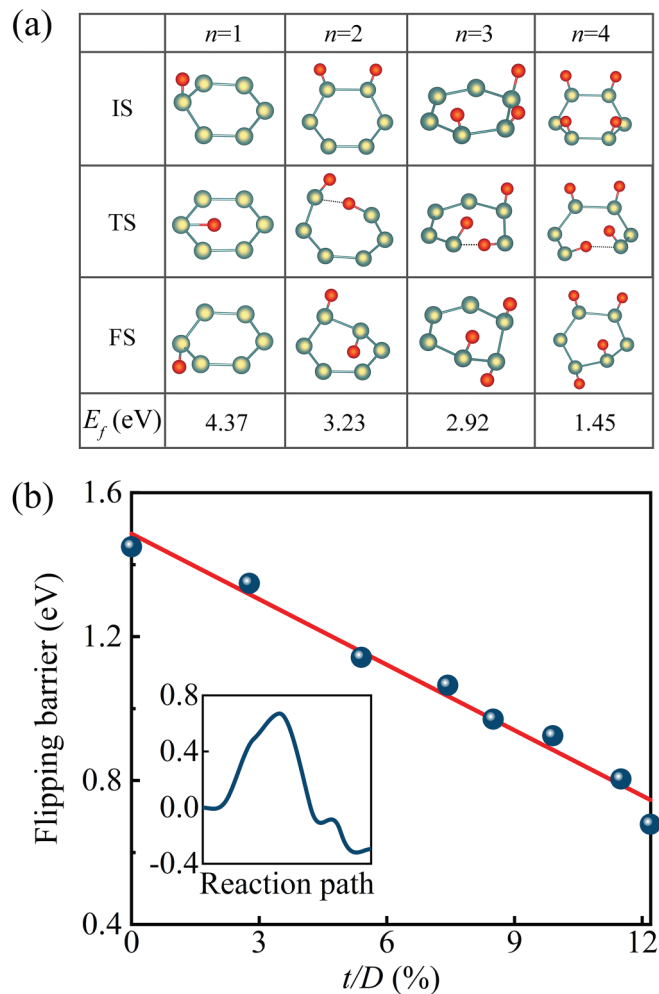 (a)
n=1 n=2 n=3 n=4
IS
TS
FS
E_f (eV) 4.37 3.23 2.92 1.45
(b)
1.6
1.2
0.8
0.4
Flipping barrier (eV)
0.8
0.4
0.0
-0.4
Reaction path
0 3 6 9 12
t/D (%)